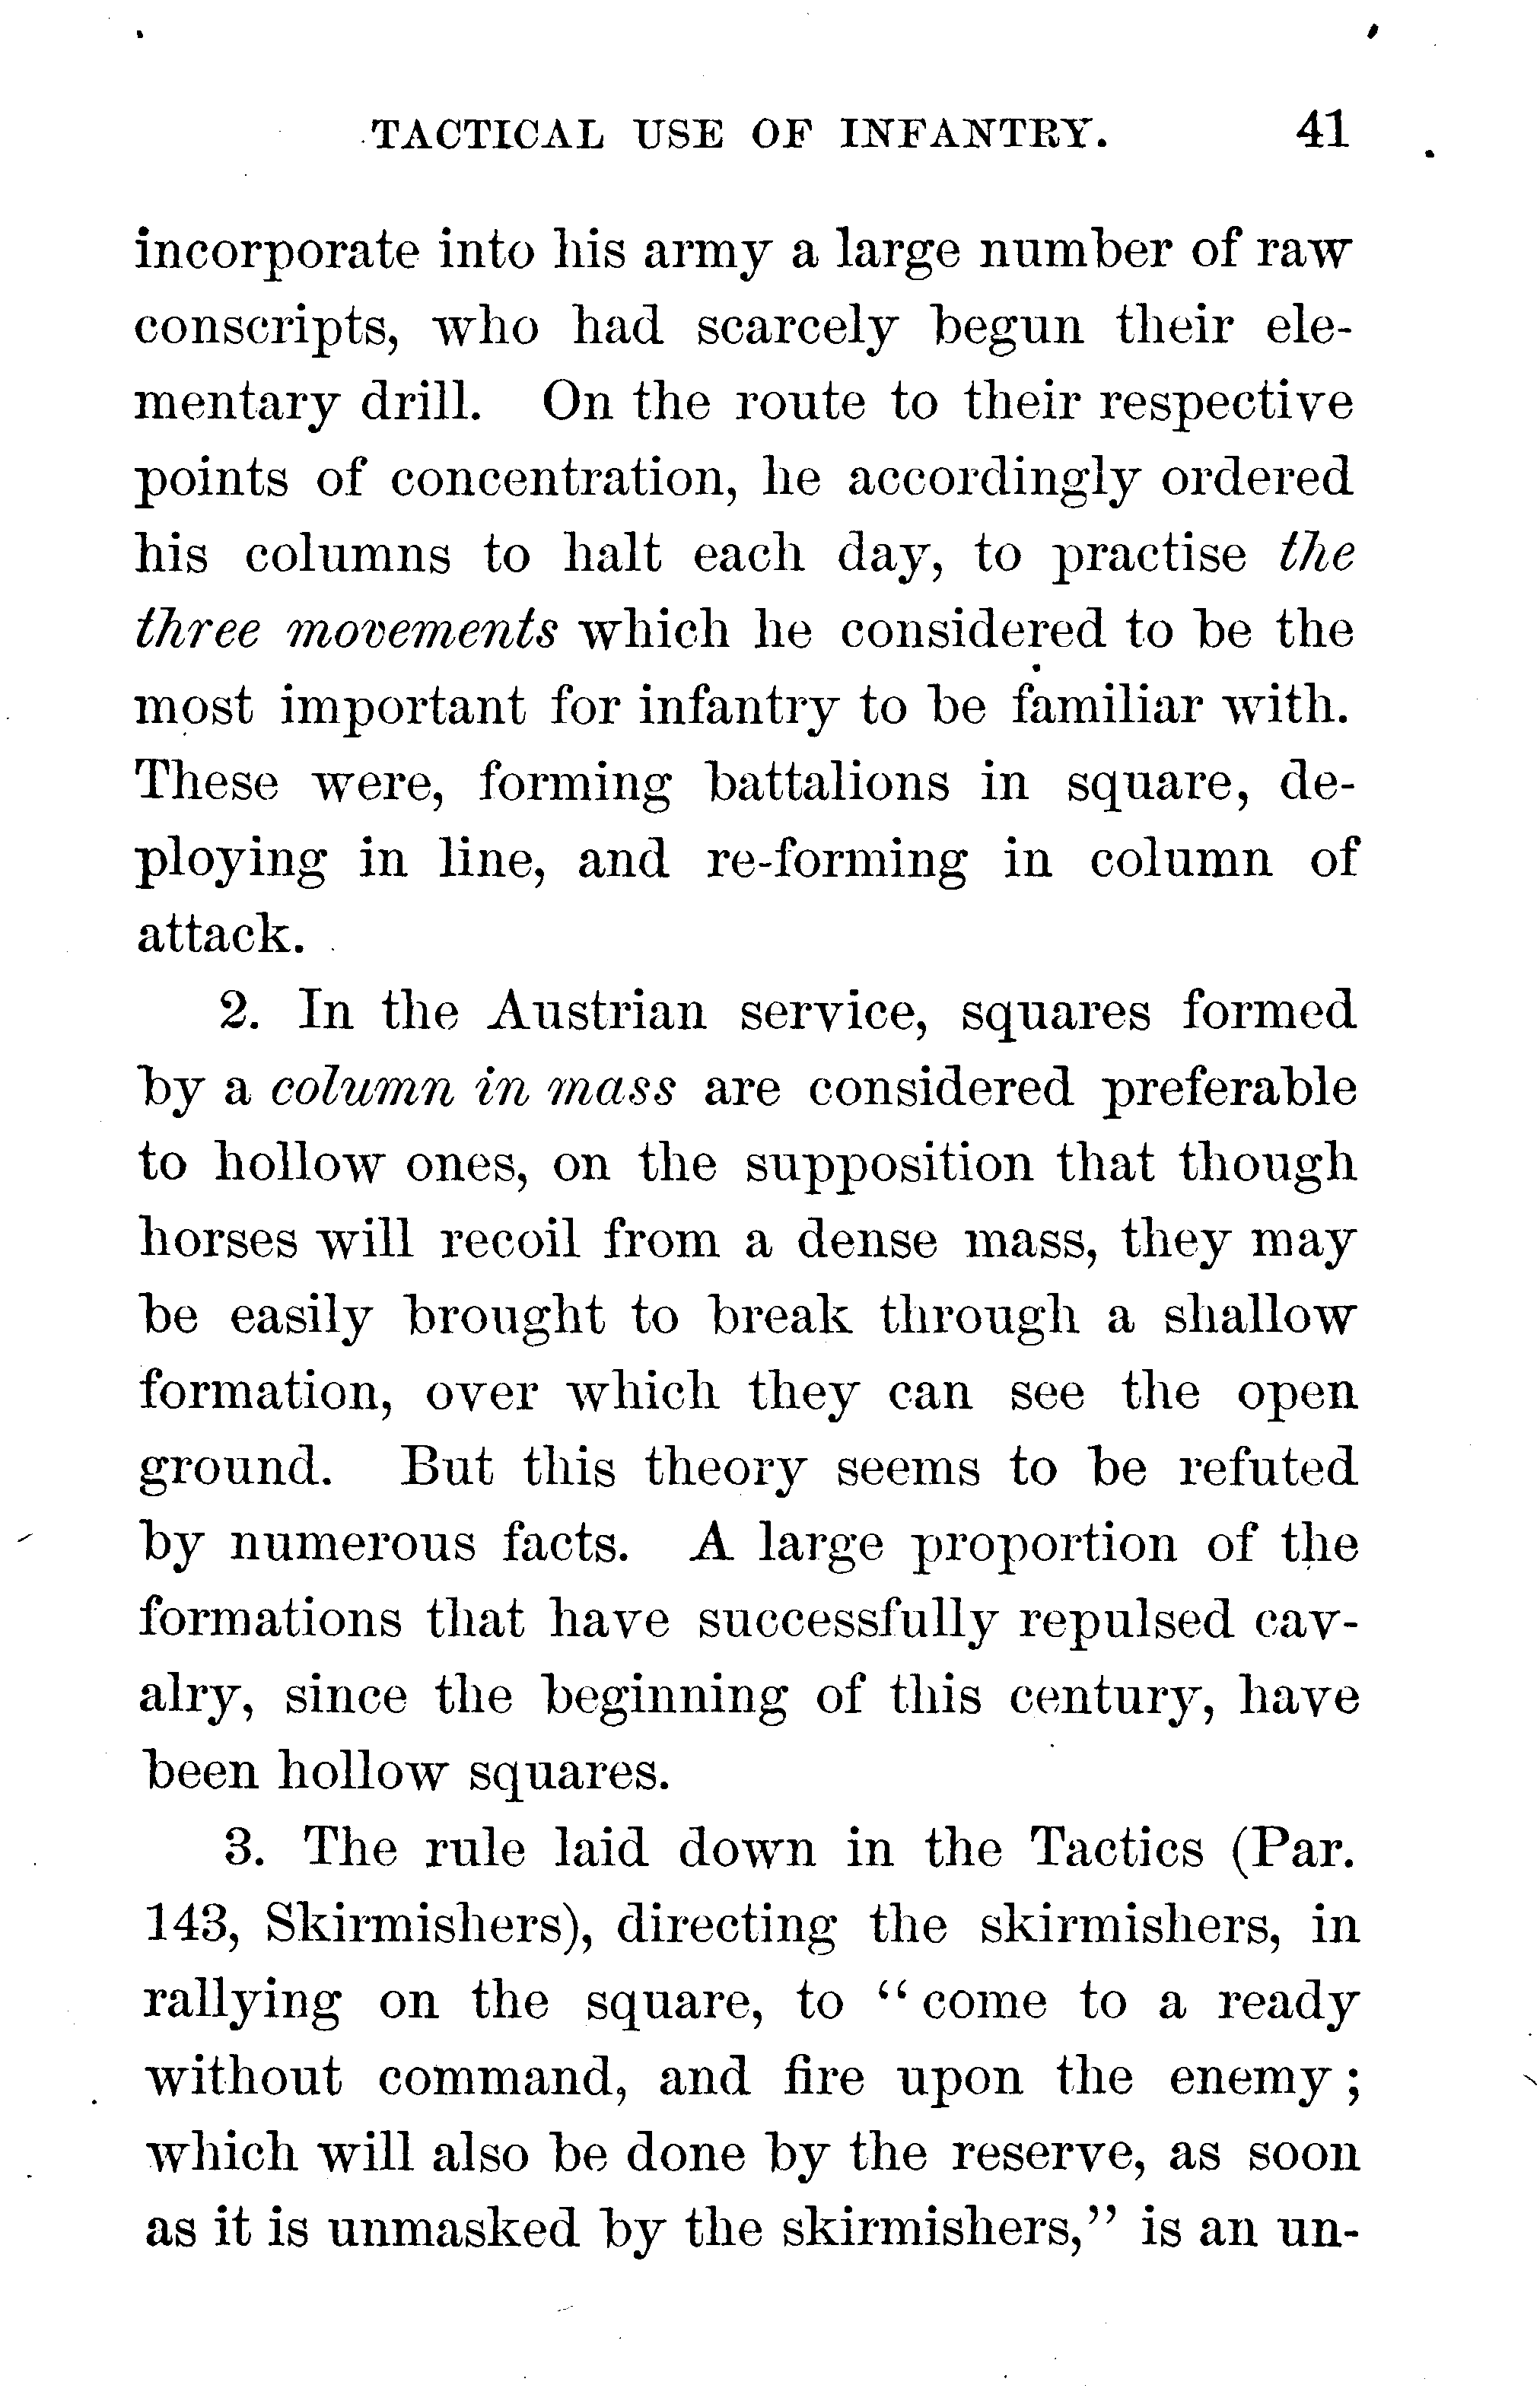 TACTICAL USE OF INFANTRY. 41
incorporate into his army a large number of raw
conscripts, who had scarcely begun their ele-
mentary drill. On the route to their respective
points of concentration, he accordingly ordered
his columns to halt each day, to practise the
three movements which he considered to be the
most important for infantry to be familiar with.
These were, forming battalions in square, de-
ploying in line, and re-forming in column of
attack.
2. In the Austrian service, squares formed
by a column in mass are considered preferable
to hollow ones, on the supposition that though
horses will recoil from a dense mass, they may
be easily brought to break through a shallow
formation, over which they can see the open
ground. But this theory seems to be refuted
by numerous facts. A large proportion of the
formations that have successfully repulsed cav-
alry, since the beginning of this century, have
been hollow squares.
3. The rule laid down in the Tactics (Par.
143, Skirmishers), directing the skirmishers, in
rallying on the square, to “come to a ready
without command, and fire upon the enemy;
which will also be done by the reserve, as soon
as it is unmasked by the skirmishers,” is an un-